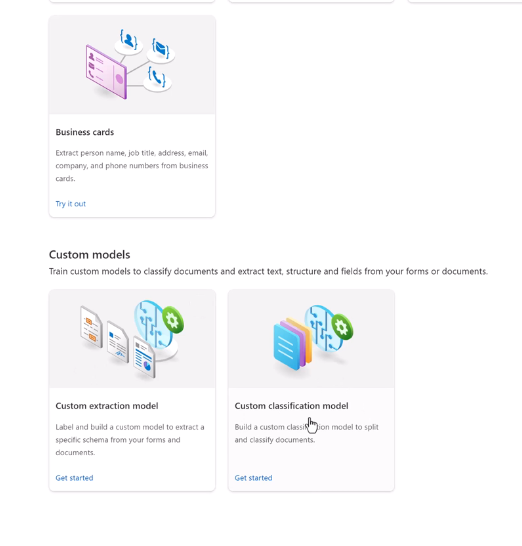 Business cards
Extract person name, job title, address, email,
company, and phone numbers from business
cards.
Try it out
Custom models
Train custom models to classify documents and extract text, structure and fields from your forms or documents.
Custom extraction model
Label and build a custom model to extract a
specific schema from your forms and
documents.
Get started
Custom classification model
Build a custom classification model to split
and classify documents.
Get started